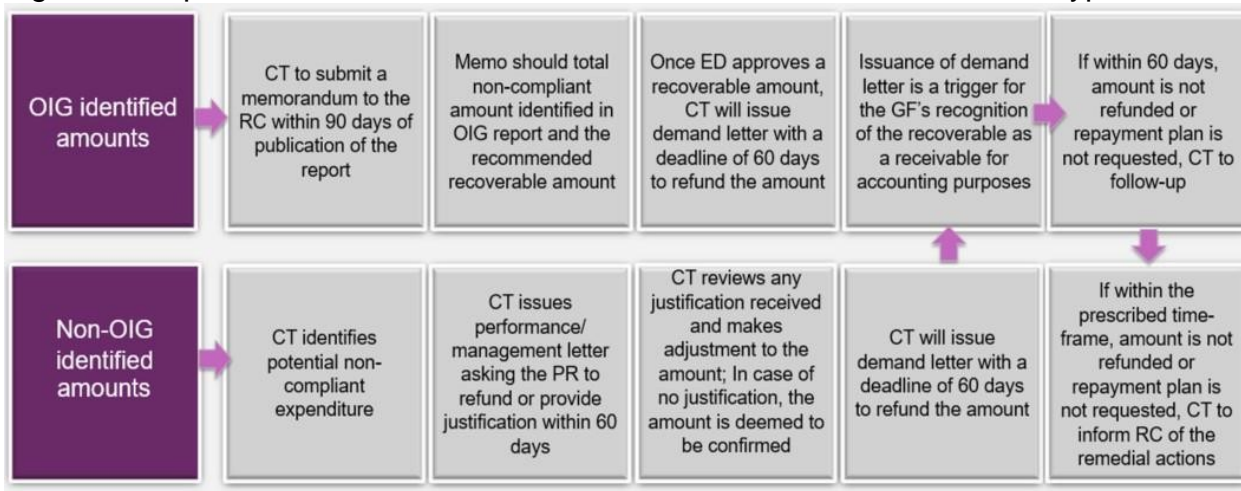 OIG identified
amounts
CT to submit a
memorandum to the
RC within 90 days of
publication of the
report
Memo should total
non-compliant
amount identified in
OIG report and the
recommended
recoverable amount
Once ED approves a
recoverable amount,
CT will issue
demand letter with a
deadline of 60 days
to refund the amount
Issuance of demand
letter is a trigger for
the GF's recognition
of the recoverable as
a receivable for
accounting purposes
If within 60 days,
amount is not
refunded or
repayment plan is
not requested, CT to
follow-up
Non-OIG
identified
amounts
CT identifies
potential non-
compliant
expenditure
CT issues
performance/
management letter
asking the PR to
refund or provide
justification within 60
days
CT reviews any
justification received
and makes
adjustment to the
amount; In case of
no justification, the
amount is deemed to
be confirmed
CT will issue
demand letter with a
deadline of 60 days
to refund the amount
If within the
prescribed time-
frame, amount is not
refunded or
repayment plan is
not requested, CT to
inform RC of the
remedial actions